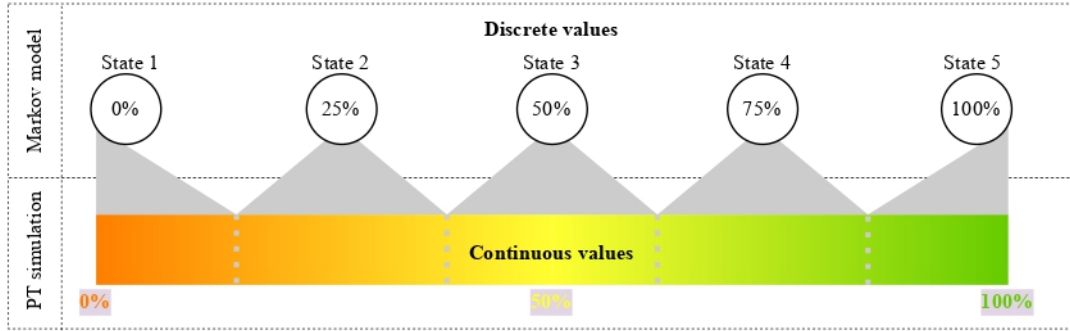 Markov model
Discrete values
State 1 State 2 State 3 State 4 State 5
0% 25% 50% 75% 100%
PT simulation
Continuous values
0% 50% 100%